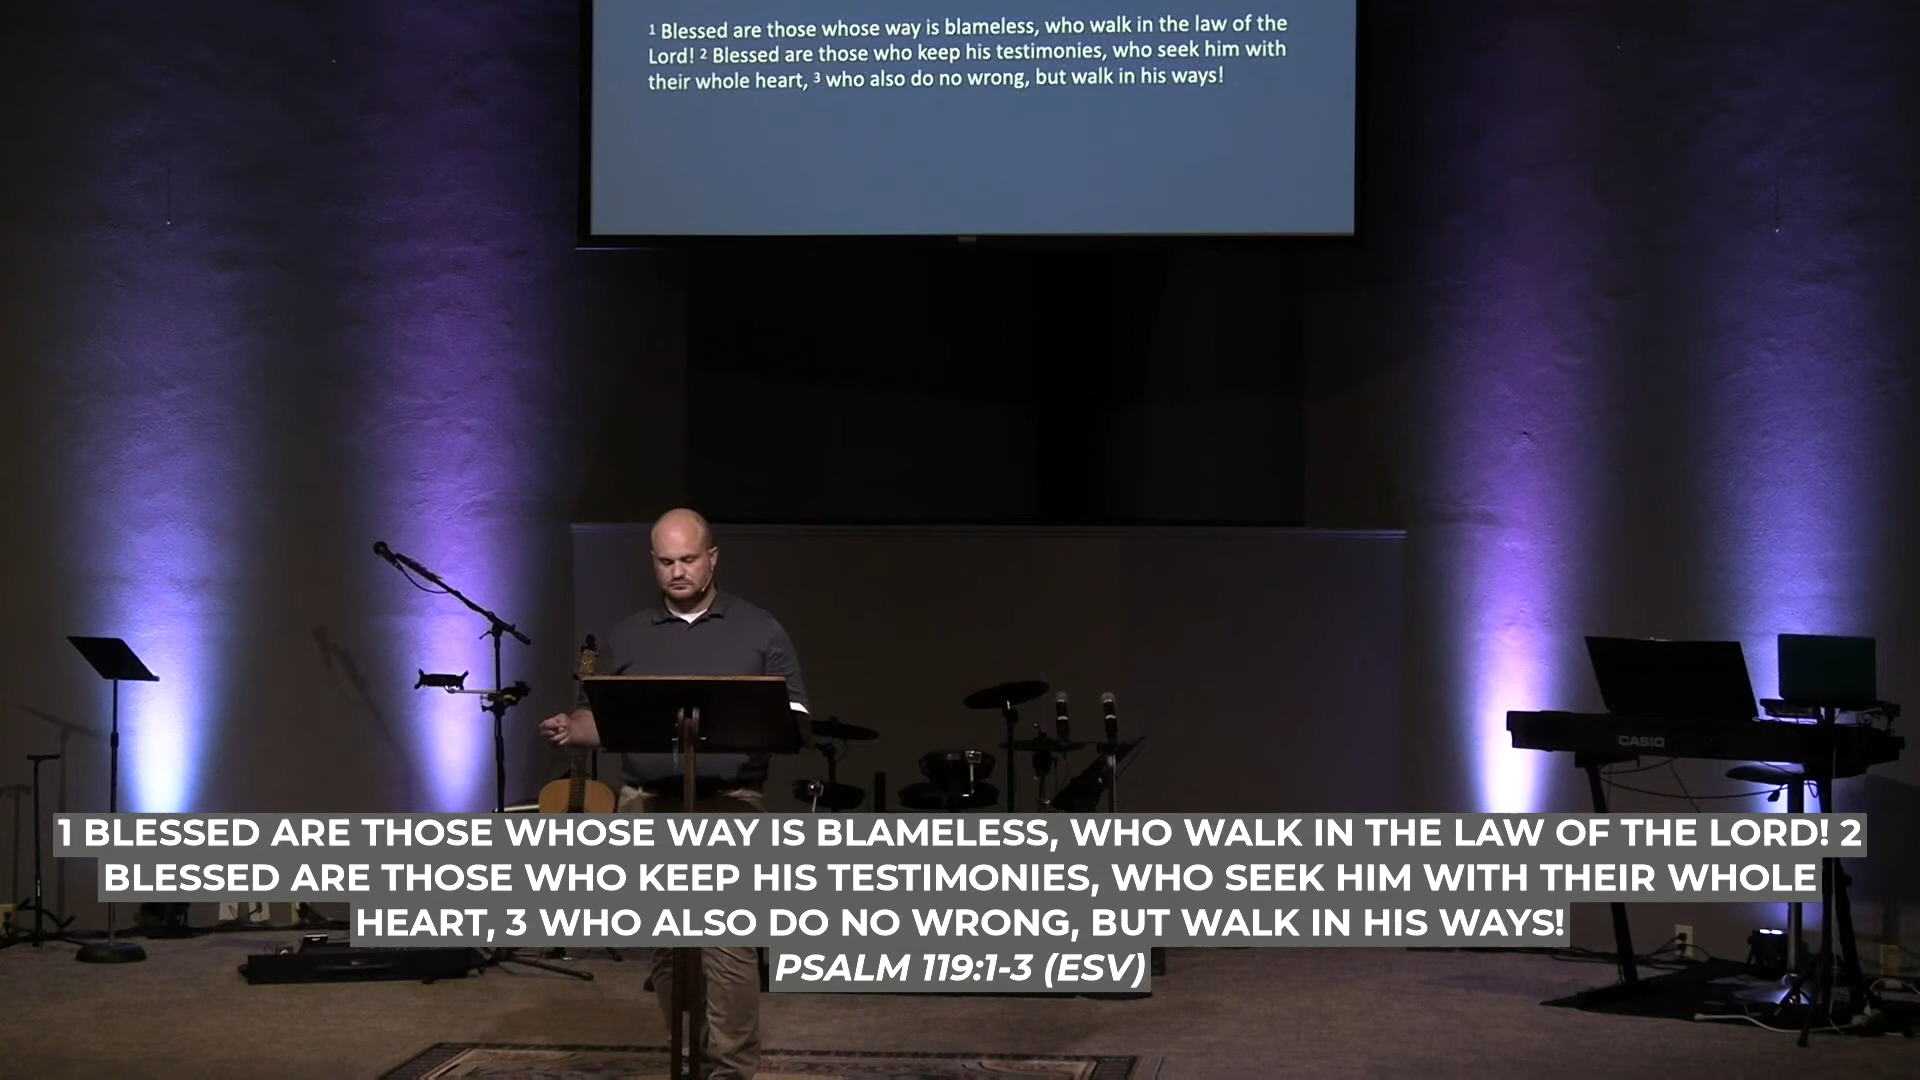 1 Blessed are those whose way is blameless, who walk in the law of the
Lord! 2 Blessed are those who keep his testimonies, who seek him with
their whole heart, 3 who also do no wrong, but walk in his ways!
CASIO
1 BLESSED ARE THOSE WHOSE WAY IS BLAMELESS, WHO WALK IN THE LAW OF THE LORD! 2
BLESSED ARE THOSE WHO KEEP HIS TESTIMONIES, WHO SEEK HIM WITH THEIR WHOLE
HEART, 3 WHO ALSO DO NO WRONG, BUT WALK IN HIS WAYS!
PSALM 119:1-3 (ESV)